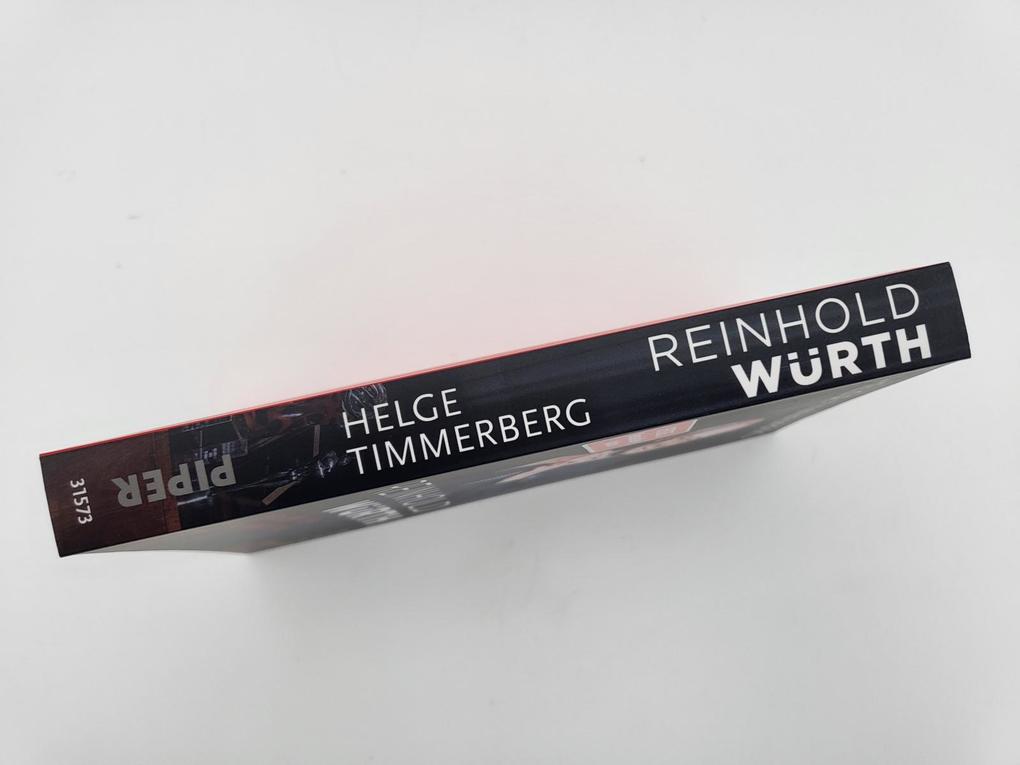 REINHOLD
WÜRTH
HELGE
TIMMERBERG
PIPER
31573